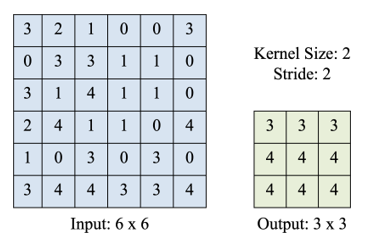 3 2 1 0 0 3
0 3 3 1 1 0
3 1 4 1 1 0
2 4 1 1 0 4
1 0 3 0 3 0
3 4 4 3 3 4
Input: 6 x 6
Kernel Size: 2
Stride: 2
3 3 3
4 4 4
4 4 4
Output: 3 x 3